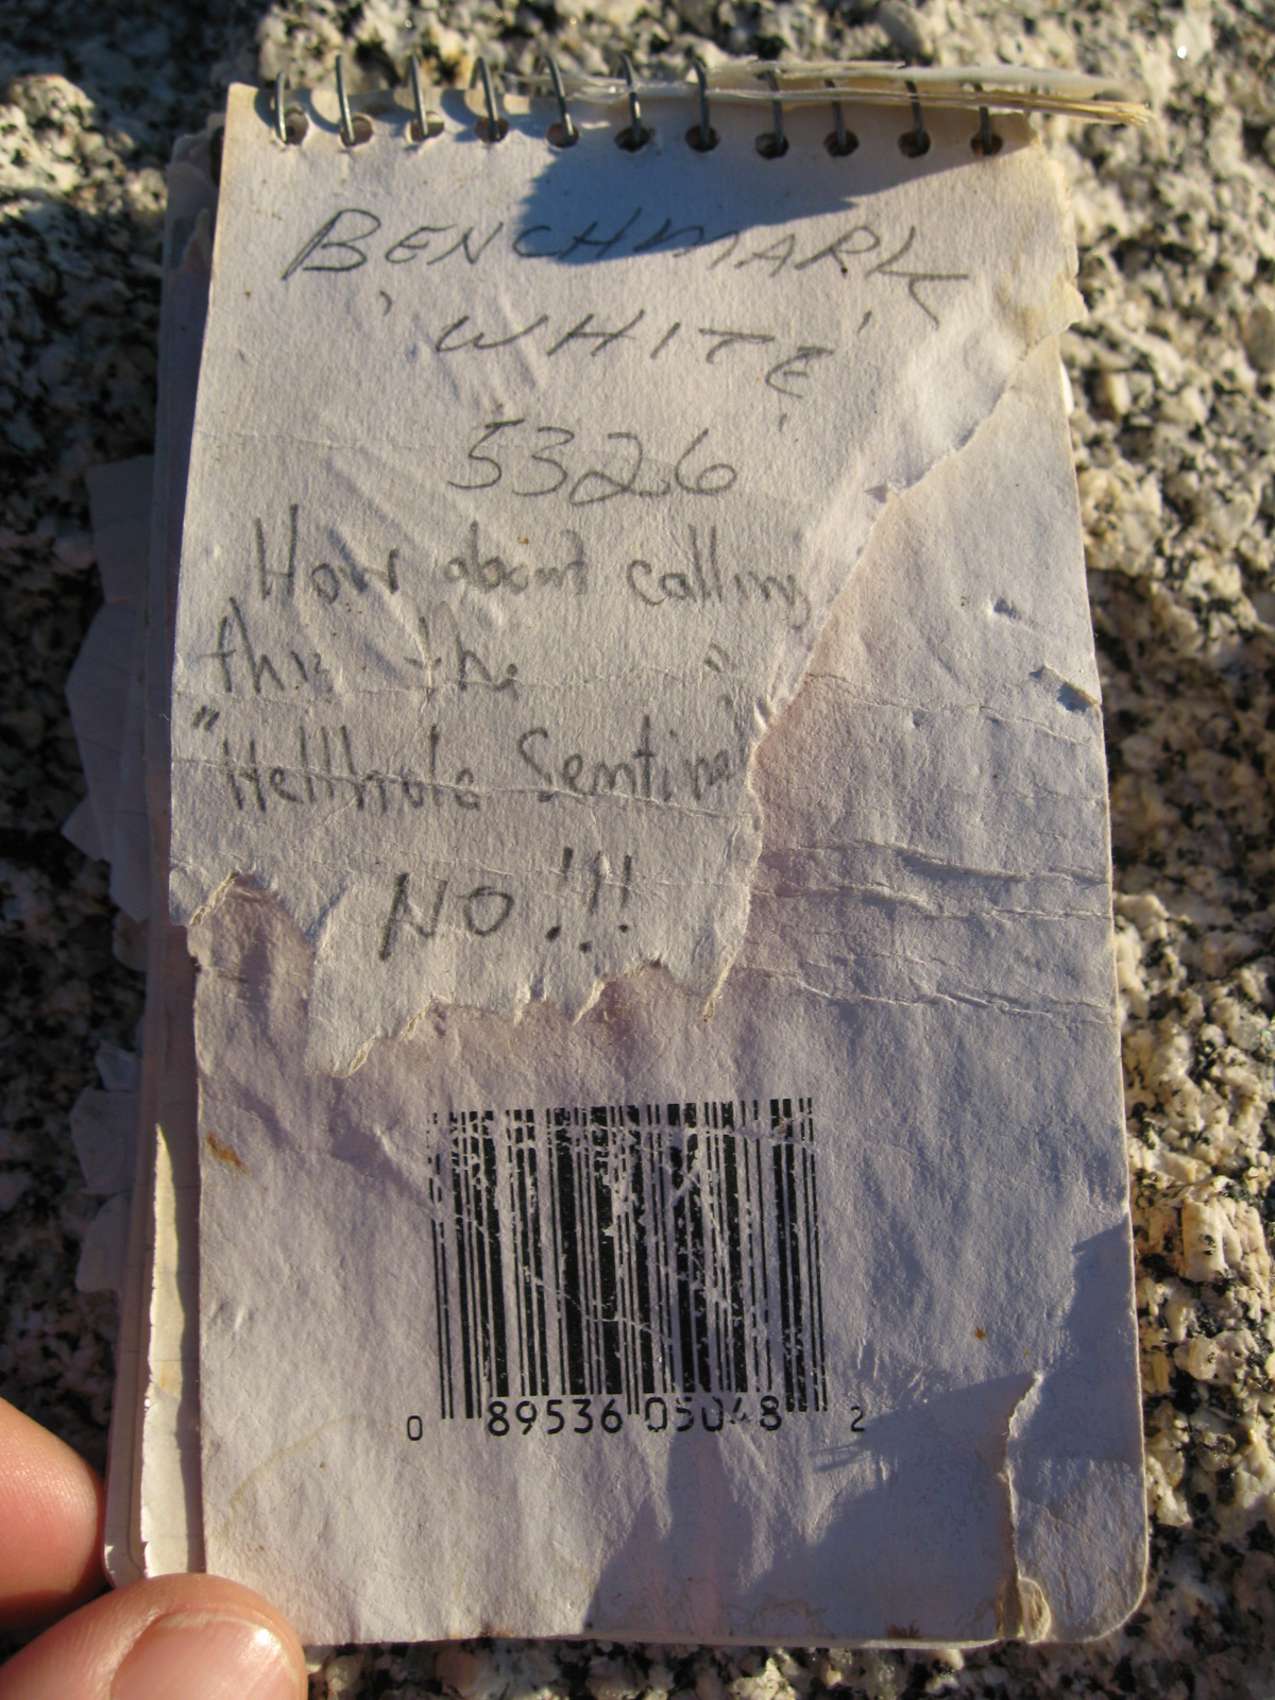 BENCHMARK
'WHITE'
5326
How about calling
this the "
"Hellhole Sentinel
NO!!!
0 89536 05048 2